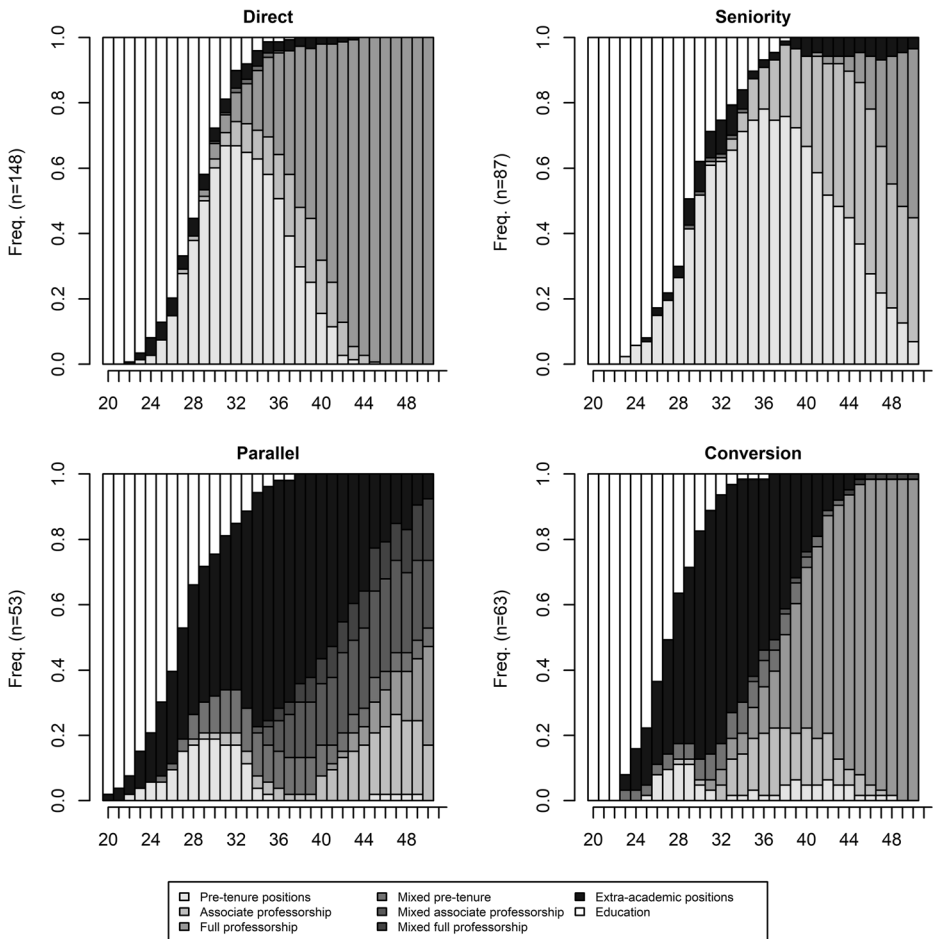 Direct
Seniority
Freq. (n=148)
0.0 0.2 0.4 0.6 0.8 1.0
20 24 28 32 36 40 44 48
Freq. (n=87)
0.0 0.2 0.4 0.6 0.8 1.0
20 24 28 32 36 40 44 48
Parallel
Conversion
Freq. (n=53)
0.0 0.2 0.4 0.6 0.8 1.0
20 24 28 32 36 40 44 48
Freq. (n=63)
0.0 0.2 0.4 0.6 0.8 1.0
20 24 28 32 36 40 44 48
Pre-tenure positions
Associate professorship
Full professorship
Mixed pre-tenure
Mixed associate professorship
Mixed full professorship
Extra-academic positions
Education